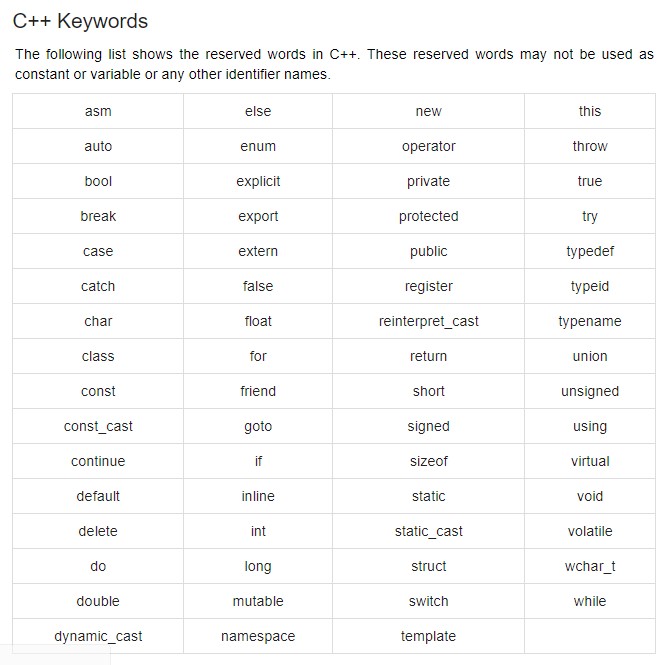 C++ Keywords
The following list shows the reserved words in C++. These reserved words may not be used as
constant or variable or any other identifier names.
asm else new this
auto enum operator throw
bool explicit private true
break export protected try
case extern public typedef
catch false register typeid
char float reinterpret_cast typename
class for return union
const friend short unsigned
const_cast goto signed using
continue if sizeof virtual
default inline static void
delete int static_cast volatile
do long struct wchar_t
double mutable switch while
dynamic_cast namespace template